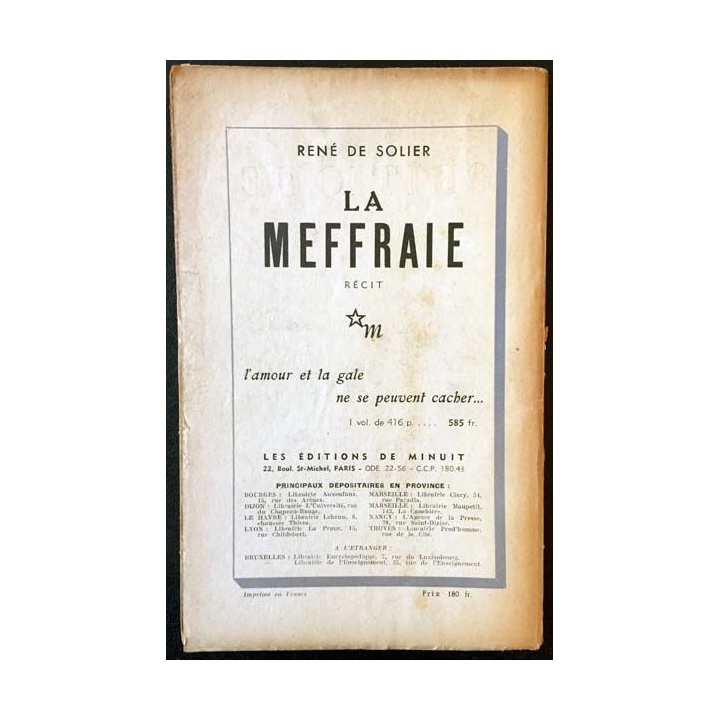 RENÉ DE SOLIER
LA
MEFFRAIE
RÉCIT
m
l'amour et la gale
ne se peuvent cacher...
1 vol. de 416 p. . . . . 585 fr.
LES ÉDITIONS DE MINUIT
22, Boul. St-Michel, PARIS - ODE. 22-56 - C.C.P. 180.43
PRINCIPAUX DÉPOSITAIRES EN PROVINCE :
BOURGES : Librairie Auxenfans,
15, rue des Arènes.
DIJON : Librairie L'Université, rue
du Chapeau-Rouge.
LE HAVRE : Librairie Lebrun, 8,
chaussée Thiers.
LYON : Librairie La Proue, 15,
rue Childebert.
MARSEILLE : Librairie Clary, 54,
rue Paradis.
MARSEILLE : Librairie Maupetit,
142, La Canebière.
NANCY : L'Agence de la Presse,
38, rue Saint-Dizier.
TROYES : Librairie Prud'homme,
rue de la Cité.
A L'ETRANGER :
BRUXELLES : Librairie Encyclopédique, 7, rue du Luxembourg.
— Librairie de l'Enseignement, 35, rue de l'Enseignement.
Imprimé en France
Prix 180 fr.